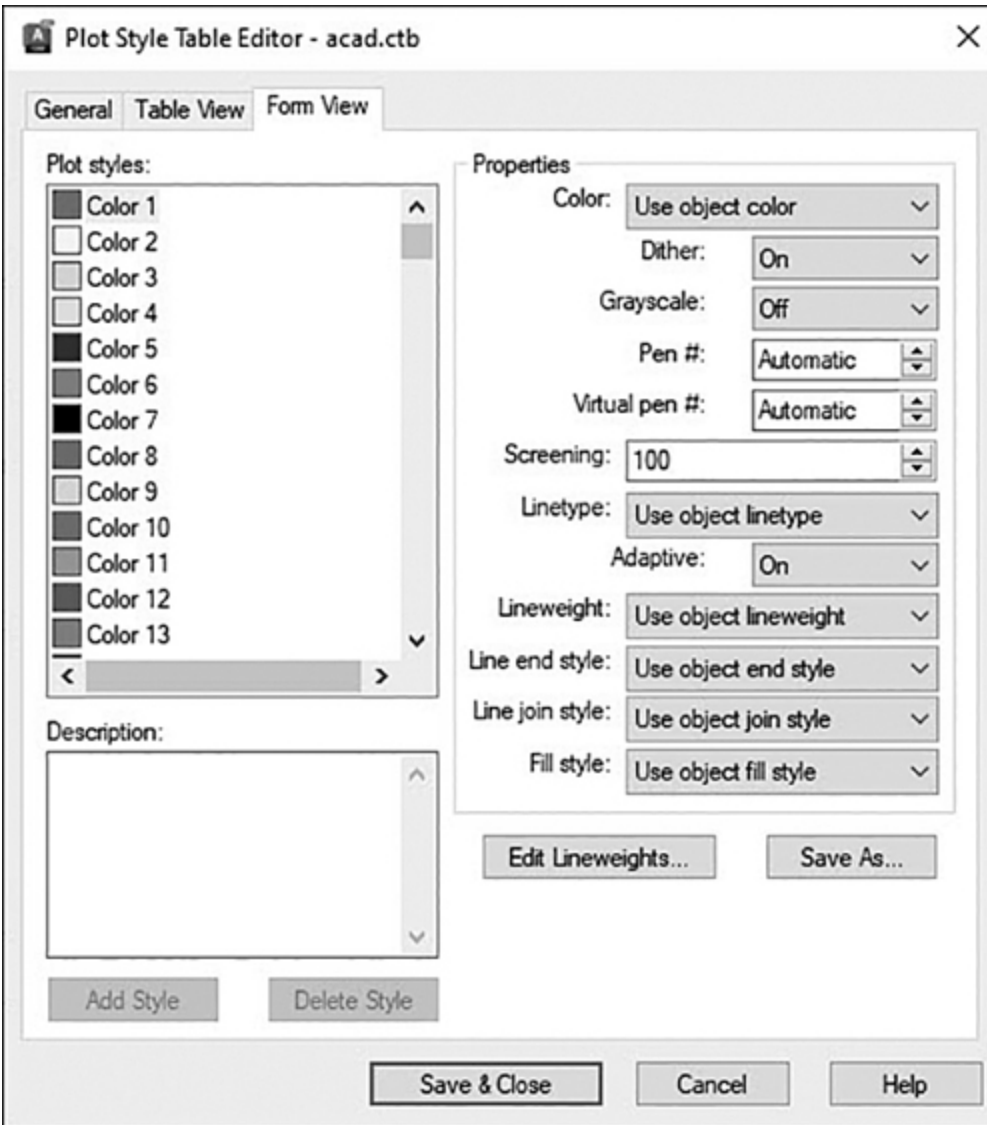 Plot Style Table Editor - acad.ctb
General Table View Form View
Plot styles:
Color 1
Color 2
Color 3
Color 4
Color 5
Color 6
Color 7
Color 8
Color 9
Color 10
Color 11
Color 12
Color 13
Description:
Add Style Delete Style
Properties
Color: Use object color
Dither: On
Grayscale: Off
Pen #: Automatic
Virtual pen #: Automatic
Screening: 100
Linetype: Use object linetype
Adaptive: On
Lineweight: Use object lineweight
Line end style: Use object end style
Line join style: Use object join style
Fill style: Use object fill style
Edit Lineweights... Save As...
Save & Close Cancel Help